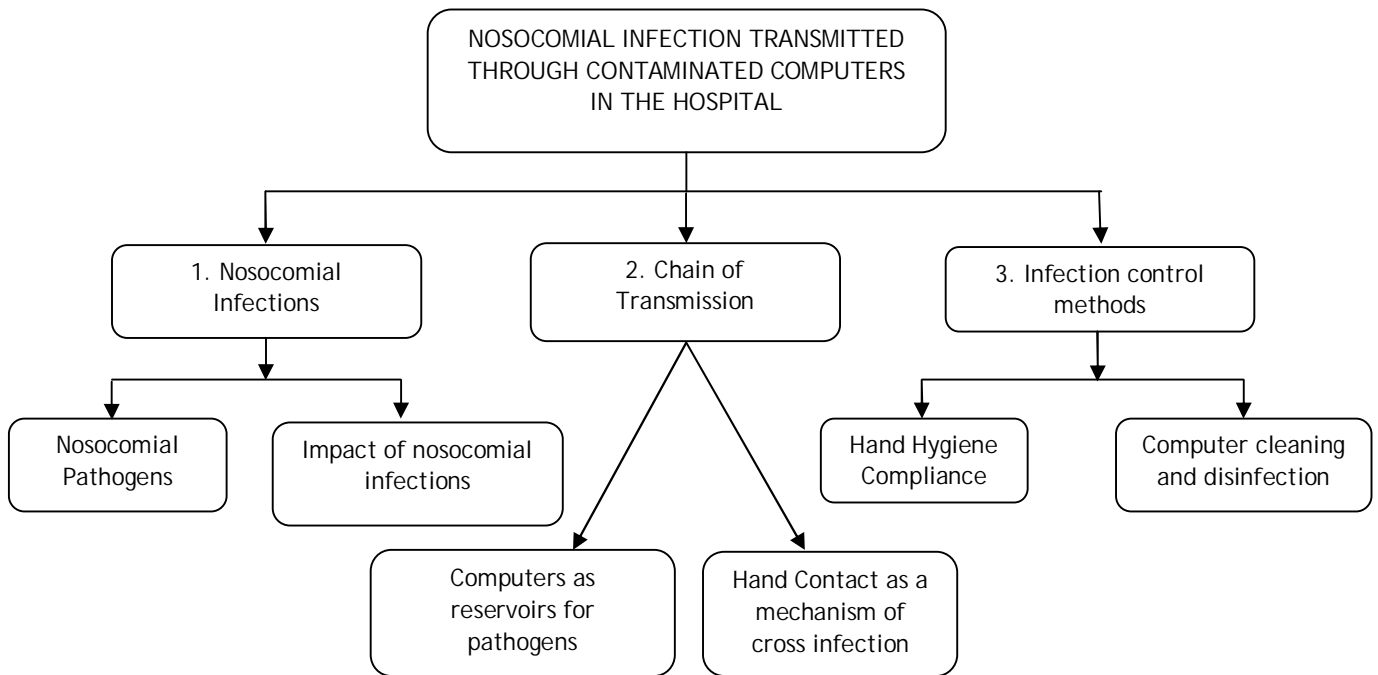 NOSOCOMIAL INFECTION TRANSMITTED
THROUGH CONTAMINATED COMPUTERS
IN THE HOSPITAL
1. Nosocomial
Infections
2. Chain of
Transmission
3. Infection control
methods
Nosocomial
Pathogens
Impact of nosocomial
infections
Hand Hygiene
Compliance
Computer cleaning
and disinfection
Computers as
reservoirs for
pathogens
Hand Contact as a
mechanism of
cross infection